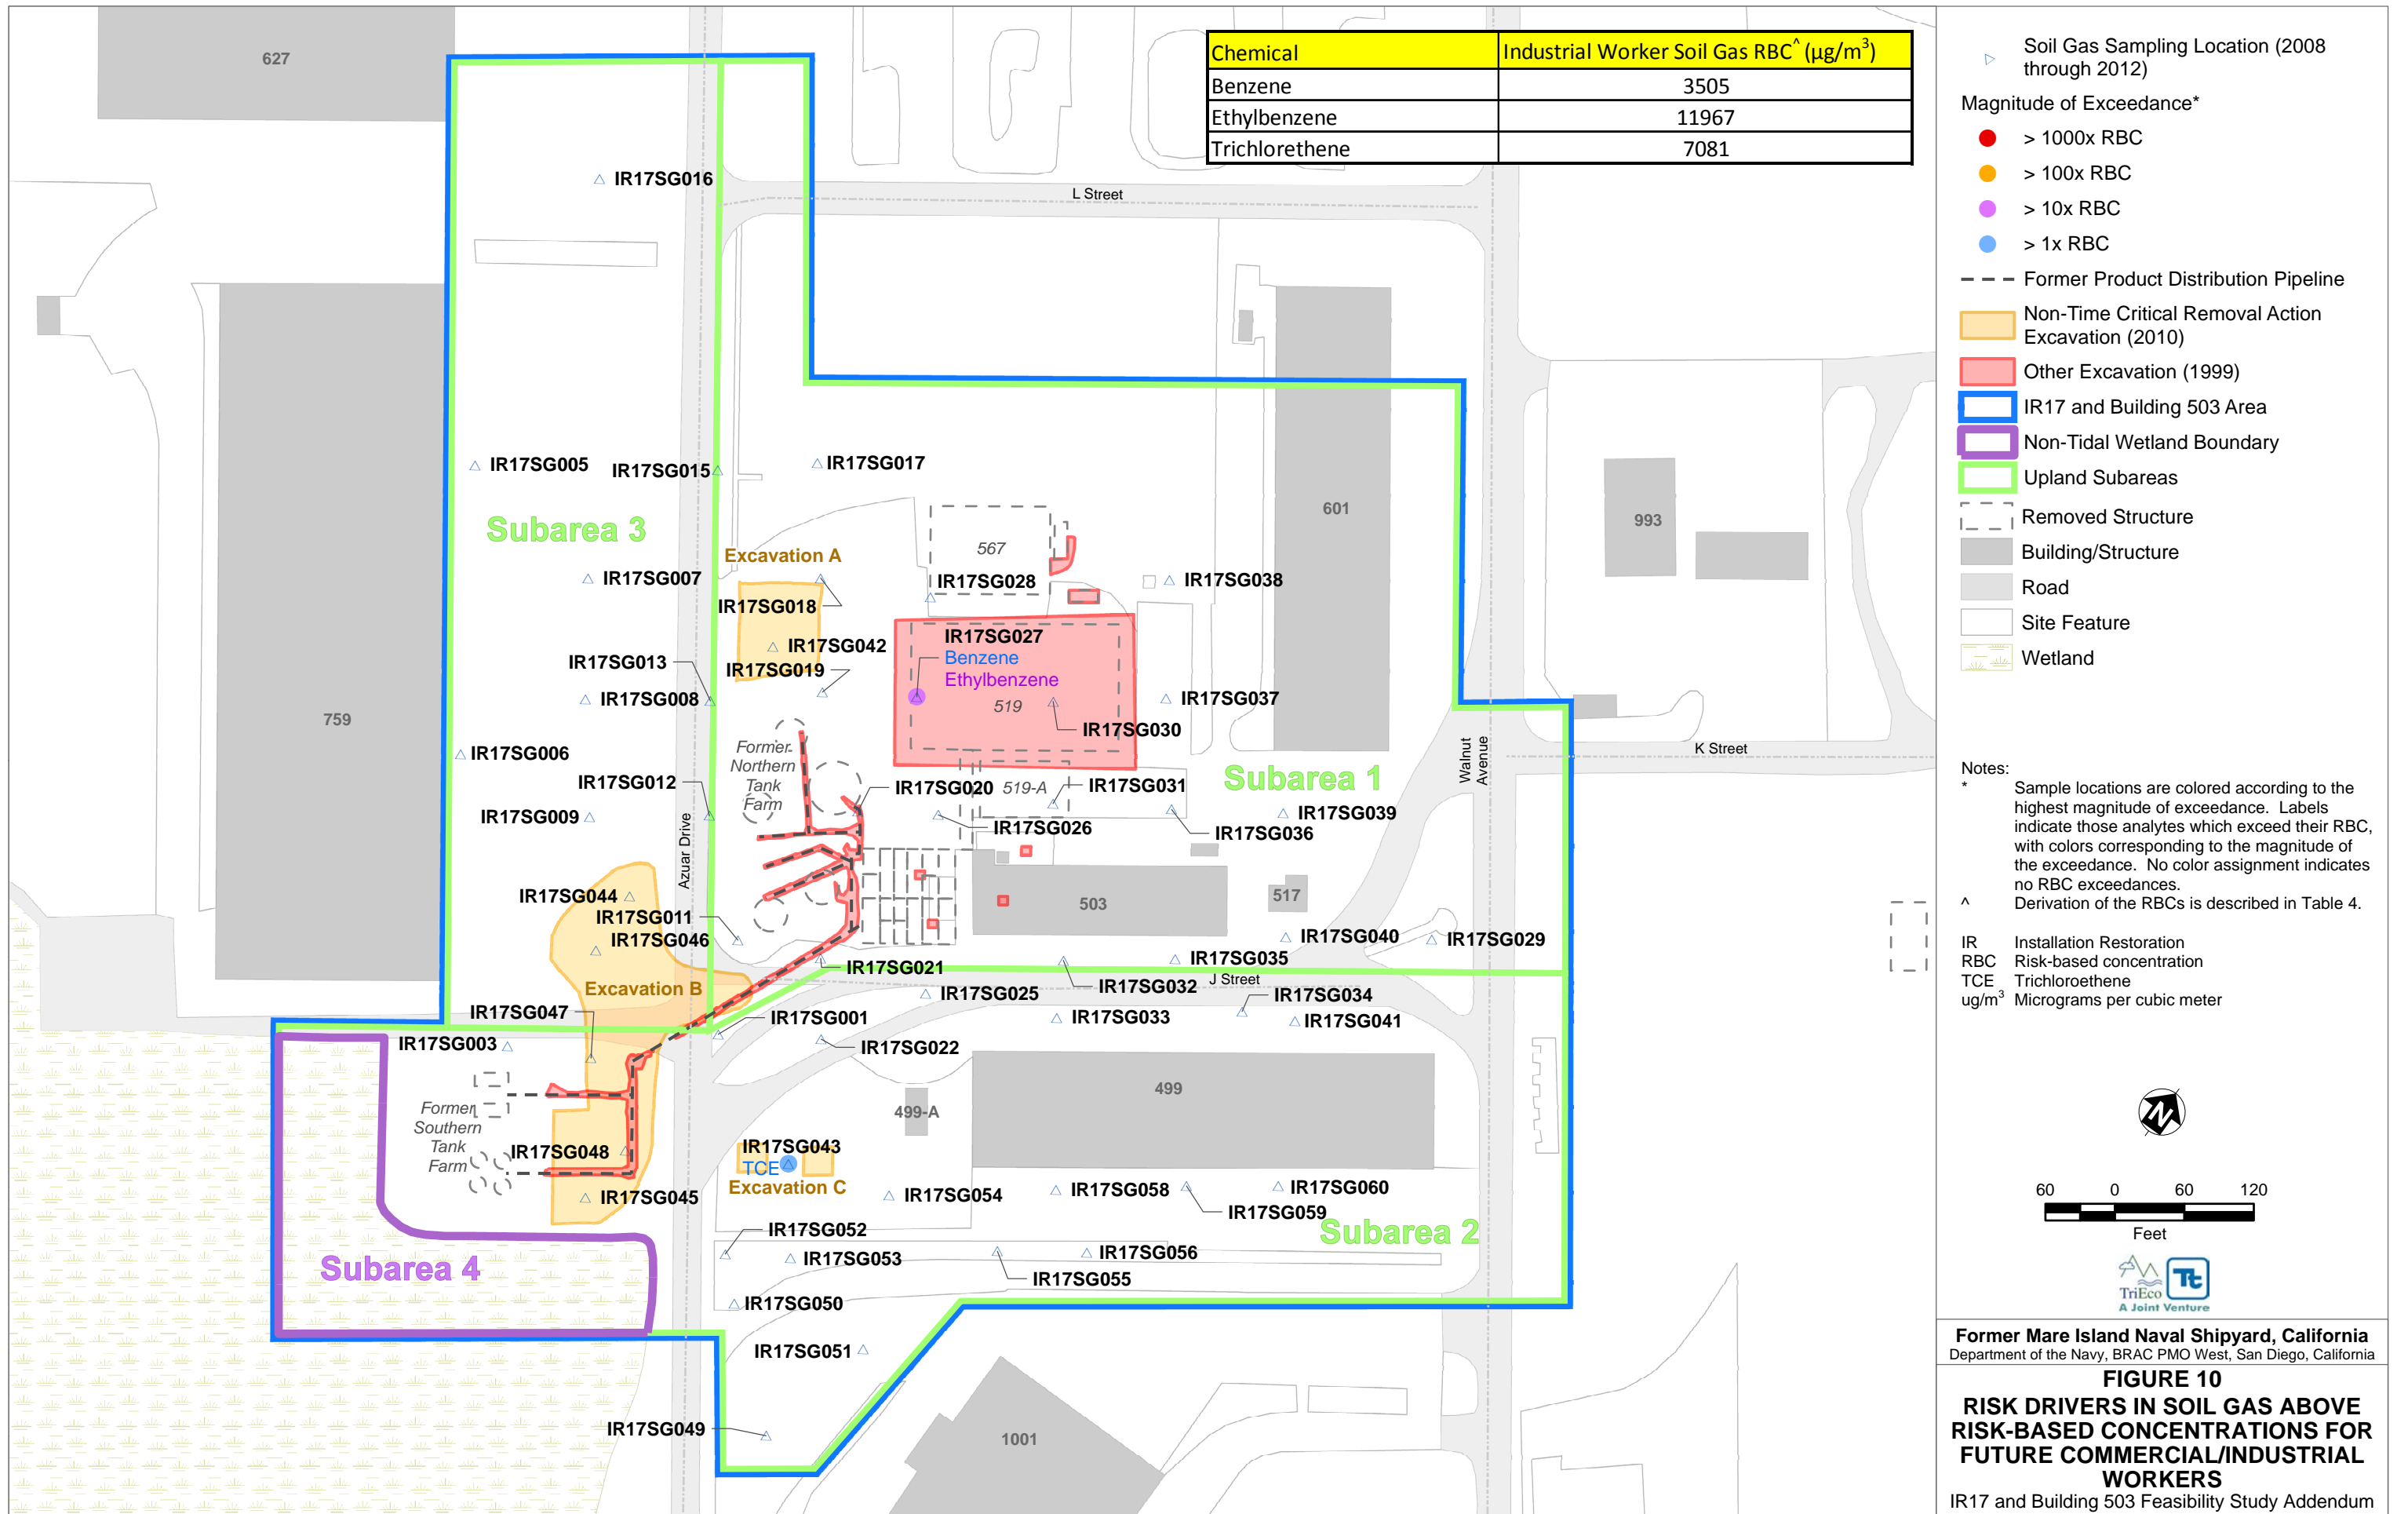 Chemical
Industrial Worker Soil Gas RBC^ (µg/m3)
Benzene
3505
Ethylbenzene
11967
Trichlorethene
7081
627
L Street
IR17SG016
IR17SG005
IR17SG015
IR17SG017
Subarea 3
601
993
567
Excavation A
IR17SG007
IR17SG018
IR17SG028
IR17SG038
IR17SG042
IR17SG027
Benzene
Ethylbenzene
IR17SG013
IR17SG019
IR17SG008
519
IR17SG037
IR17SG030
759
IR17SG006
Former
Northern
Tank
Farm
Walnut
Avenue
K Street
Subarea 1
IR17SG012
IR17SG020
519-A
IR17SG031
IR17SG009
IR17SG026
IR17SG036
IR17SG039
Azuar Drive
IR17SG044
IR17SG011
503
517
IR17SG046
IR17SG040
IR17SG029
IR17SG021
IR17SG035
Excavation B
IR17SG032
J Street
IR17SG025
IR17SG034
IR17SG047
IR17SG001
IR17SG033
IR17SG041
IR17SG003
IR17SG022
499
Former
Southern
Tank
Farm
499-A
IR17SG048
IR17SG043
TCE
Excavation C
IR17SG045
IR17SG054
IR17SG058
IR17SG060
IR17SG059
Subarea 2
IR17SG052
IR17SG053
IR17SG056
Subarea 4
IR17SG055
IR17SG050
IR17SG051
IR17SG049
1001
Soil Gas Sampling Location (2008
through 2012)
Magnitude of Exceedance*
> 1000x RBC
> 100x RBC
> 10x RBC
> 1x RBC
Former Product Distribution Pipeline
Non-Time Critical Removal Action
Excavation (2010)
Other Excavation (1999)
IR17 and Building 503 Area
Non-Tidal Wetland Boundary
Upland Subareas
Removed Structure
Building/Structure
Road
Site Feature
Wetland
Notes:
* Sample locations are colored according to the
highest magnitude of exceedance. Labels
indicate those analytes which exceed their RBC,
with colors corresponding to the magnitude of
the exceedance. No color assignment indicates
no RBC exceedances.
^ Derivation of the RBCs is described in Table 4.
IR Installation Restoration
RBC Risk-based concentration
TCE Trichloroethene
ug/m3 Micrograms per cubic meter
N
60 0 60 120
Feet
TriEco
Tt
A Joint Venture
Former Mare Island Naval Shipyard, California
Department of the Navy, BRAC PMO West, San Diego, California
FIGURE 10
RISK DRIVERS IN SOIL GAS ABOVE
RISK-BASED CONCENTRATIONS FOR
FUTURE COMMERCIAL/INDUSTRIAL
WORKERS
IR17 and Building 503 Feasibility Study Addendum